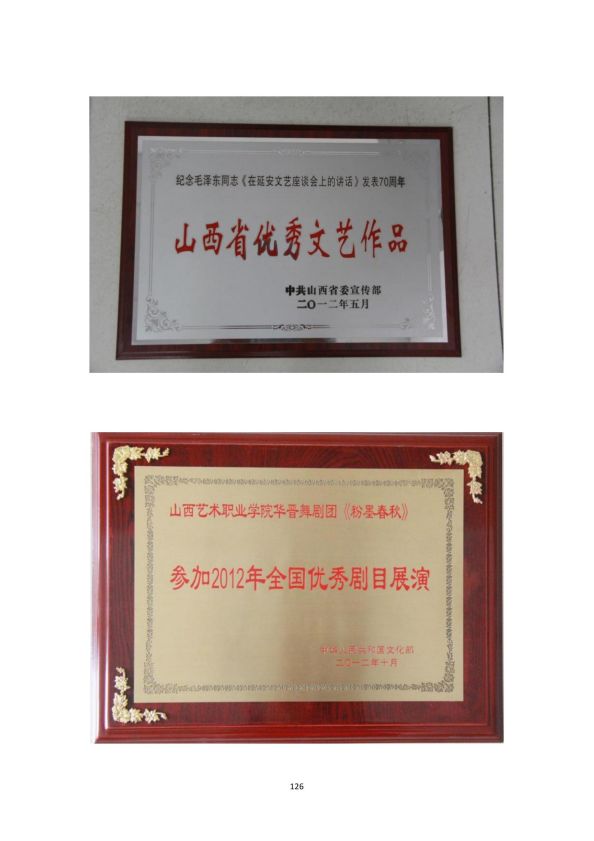 纪念毛泽东同志《在延安文艺座谈会上的讲话》发表70周年
山西省优秀文艺作品
中共山西省委宣传部
二〇一二年五月
山西艺术职业学院华晋舞剧团《粉墨春秋》
参加2012年全国优秀剧目展演
中华人民共和国文化部
二〇一二年十月
126